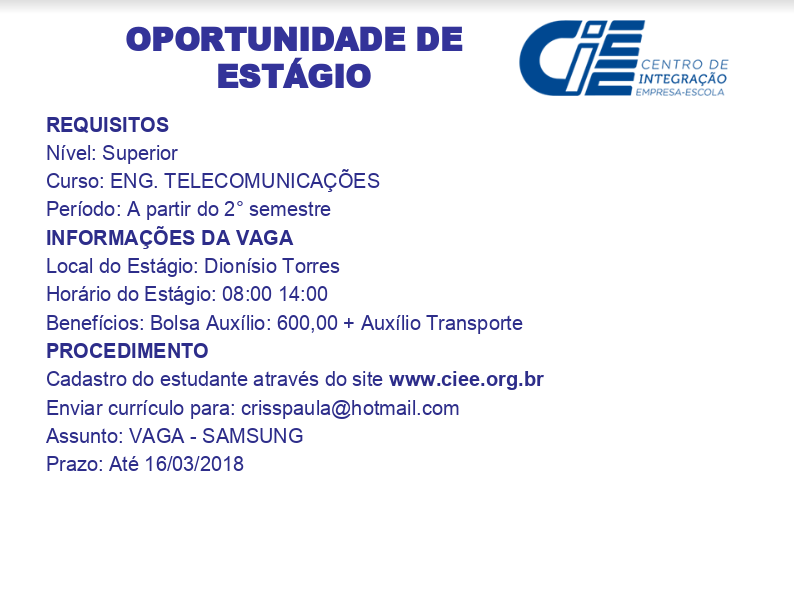 OPORTUNIDADE DE
ESTÁGIO
CIEE
CENTRO DE
INTEGRAÇÃO
EMPRESA-ESCOLA
REQUISITOS
Nível: Superior
Curso: ENG. TELECOMUNICAÇÕES
Período: A partir do 2° semestre
INFORMAÇÕES DA VAGA
Local do Estágio: Dionísio Torres
Horário do Estágio: 08:00 14:00
Benefícios: Bolsa Auxílio: 600,00 + Auxílio Transporte
PROCEDIMENTO
Cadastro do estudante através do site www.ciee.org.br
Enviar currículo para: crisspaula@hotmail.com
Assunto: VAGA - SAMSUNG
Prazo: Até 16/03/2018